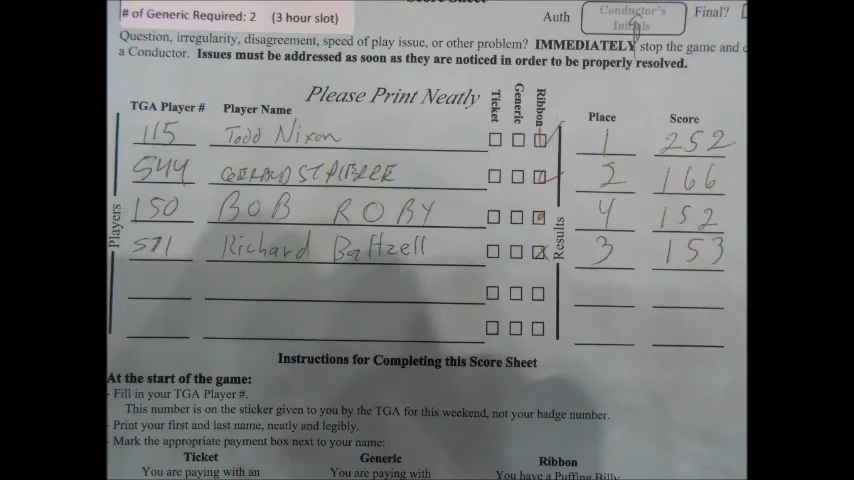 Score Sheet
# of Generic Required: 2 (3 hour slot)
Auth Conductor's Initials Final?
Question, irregularity, disagreement, speed of play issue, or other problem? IMMEDIATELY stop the game and
a Conductor. Issues must be addressed as soon as they are noticed in order to be properly resolved.
Please Print Neatly
TGA Player # Player Name Ticket Generic Ribbon Place Score
115 Todd Nixon 1 252
544 GERALD ST PIERRE 2 166
150 BOB ROBY 4 152
571 Richard Baltzell 3 153
Players
Results
Instructions for Completing this Score Sheet
At the start of the game:
- Fill in your TGA Player #.
This number is on the sticker given to you by the TGA for this weekend, not your badge number.
- Print your first and last name, neatly and legibly.
- Mark the appropriate payment box next to your name:
Ticket Generic Ribbon
You are paying with an You are paying with You have a Puffing Billy